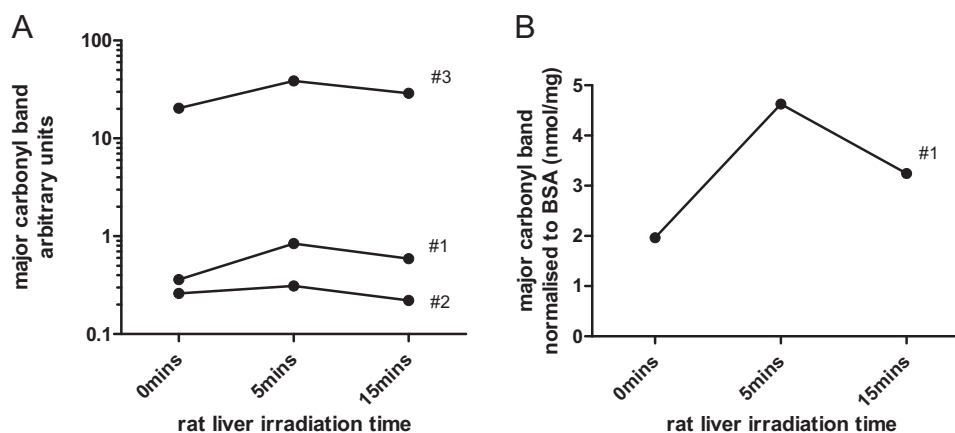 A
major carbonyl band
arbitrary units
100
10
1
0.1
#3
#1
#2
0mins
5mins
15mins
rat liver irradiation time
B
major carbonyl band
normalised to BSA (nmol/mg)
5
4
3
2
1
0
#1
0mins
5mins
15mins
rat liver irradiation time